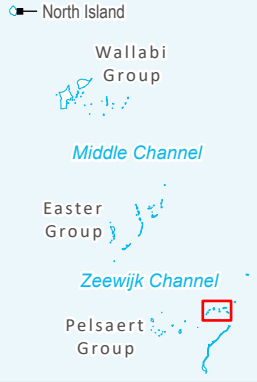 North Island
Wallabi
Group
Middle Channel
Easter
Group
Zeewijk Channel
Pelsaert
Group